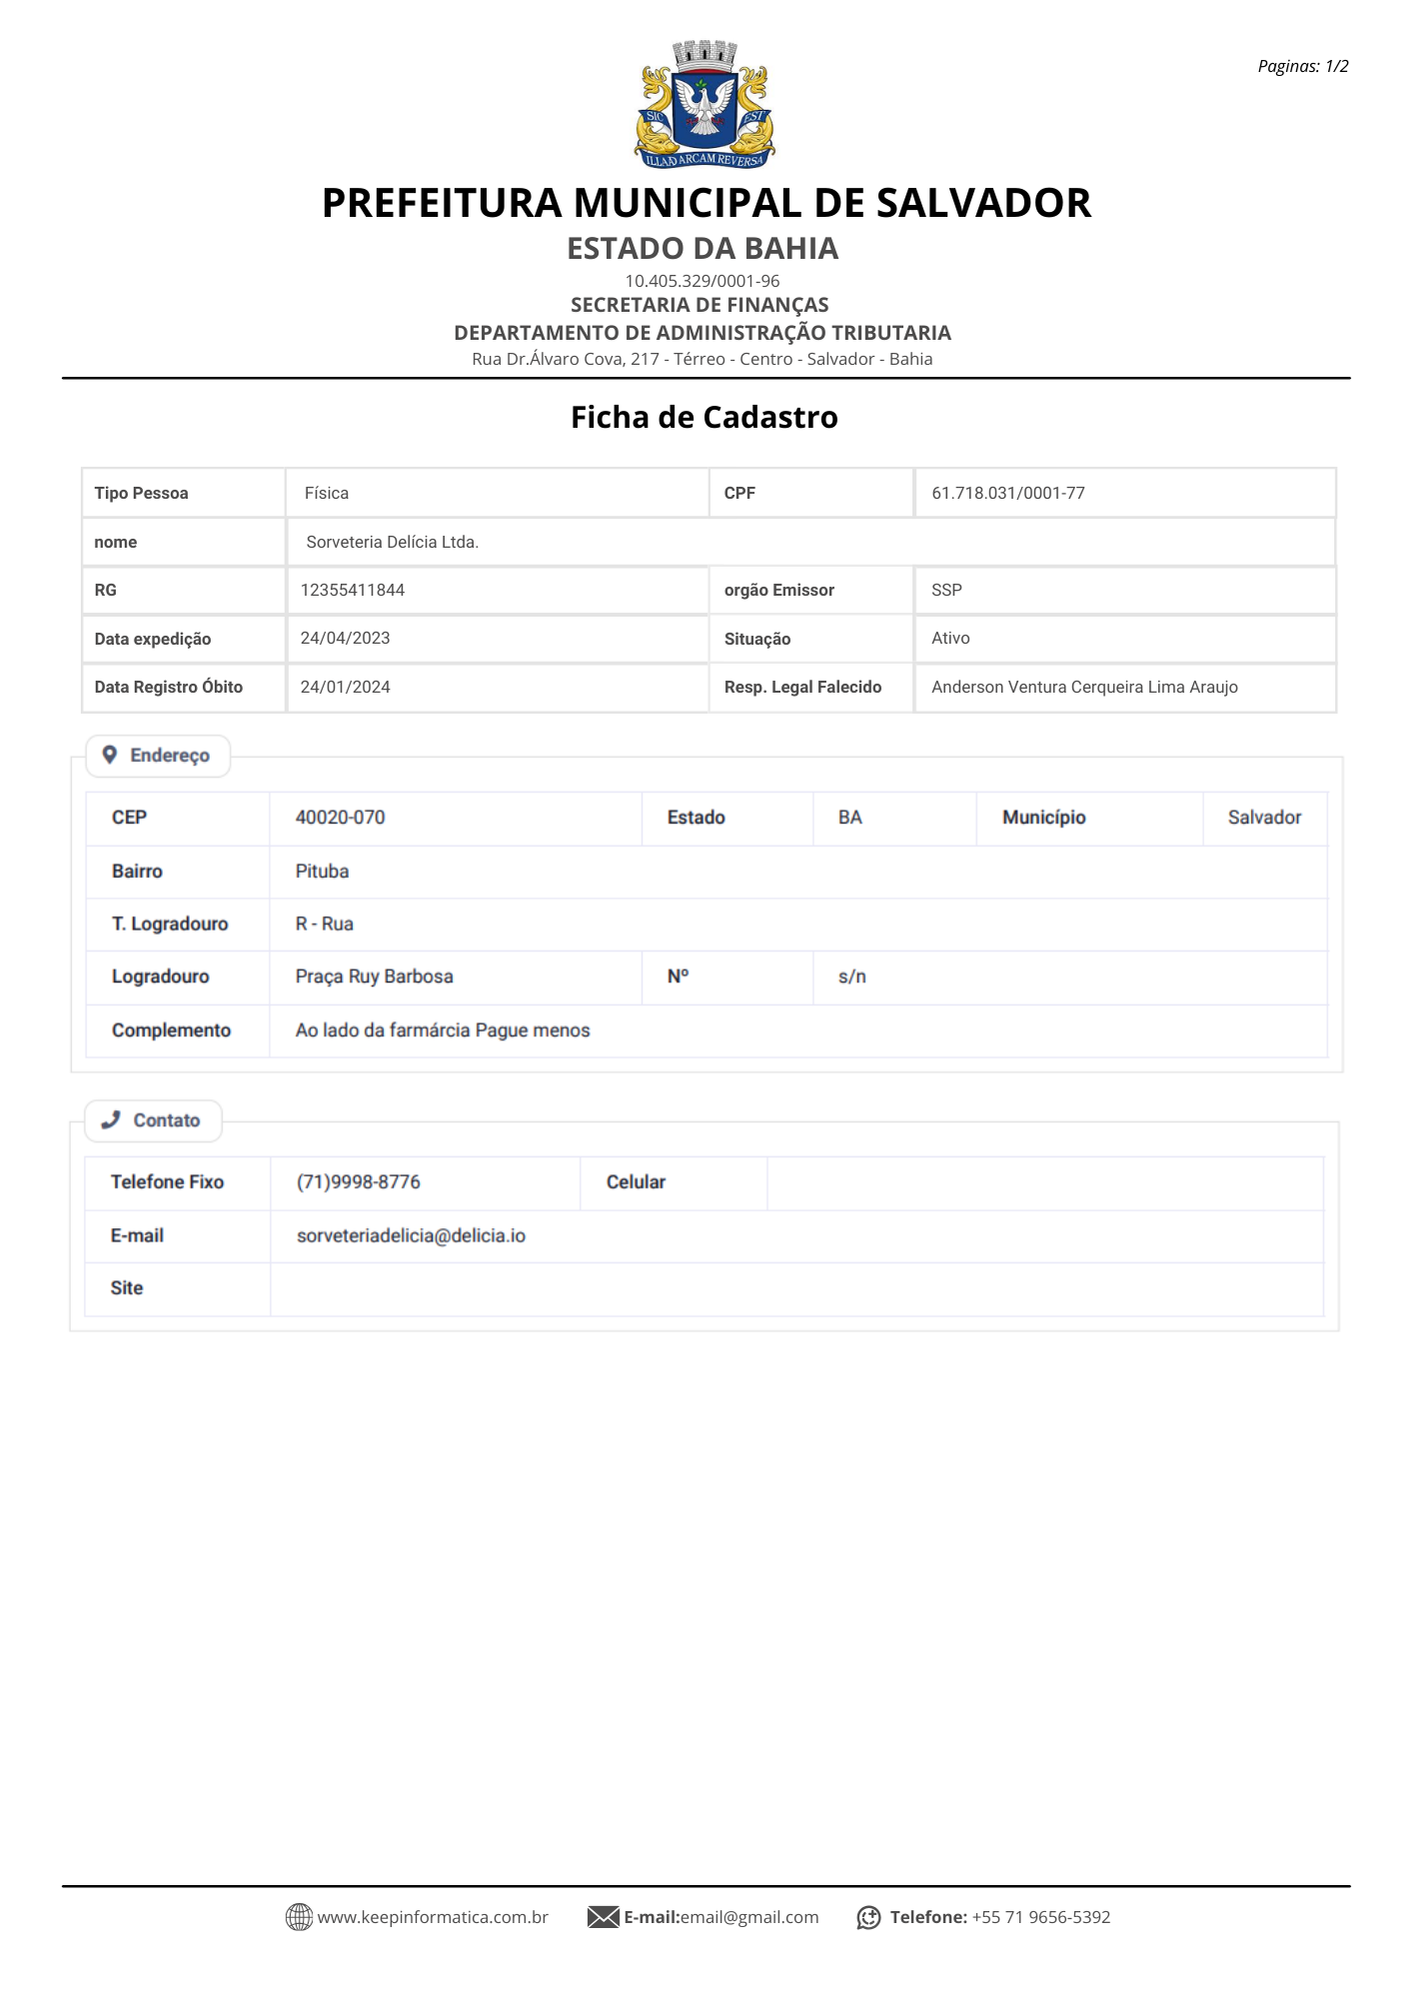 Paginas: 1/2
SIC EST
ILLA AD ARCAM REVERSA
PREFEITURA MUNICIPAL DE SALVADOR
ESTADO DA BAHIA
10.405.329/0001-96
SECRETARIA DE FINANÇAS
DEPARTAMENTO DE ADMINISTRAÇÃO TRIBUTARIA
Rua Dr.Álvaro Cova, 217 - Térreo - Centro - Salvador - Bahia
Ficha de Cadastro
Tipo Pessoa Física CPF 61.718.031/0001-77
nome Sorveteria Delícia Ltda.
RG 12355411844 orgão Emissor SSP
Data expedição 24/04/2023 Situação Ativo
Data Registro Óbito 24/01/2024 Resp. Legal Falecido Anderson Ventura Cerqueira Lima Araujo
Endereço
CEP 40020-070 Estado BA Município Salvador
Bairro Pituba
T. Logradouro R - Rua
Logradouro Praça Ruy Barbosa Nº s/n
Complemento Ao lado da farmárcia Pague menos
Contato
Telefone Fixo (71)9998-8776 Celular
E-mail sorveteriadelicia@delicia.io
Site
www.keepinformatica.com.br E-mail:email@gmail.com Telefone: +55 71 9656-5392